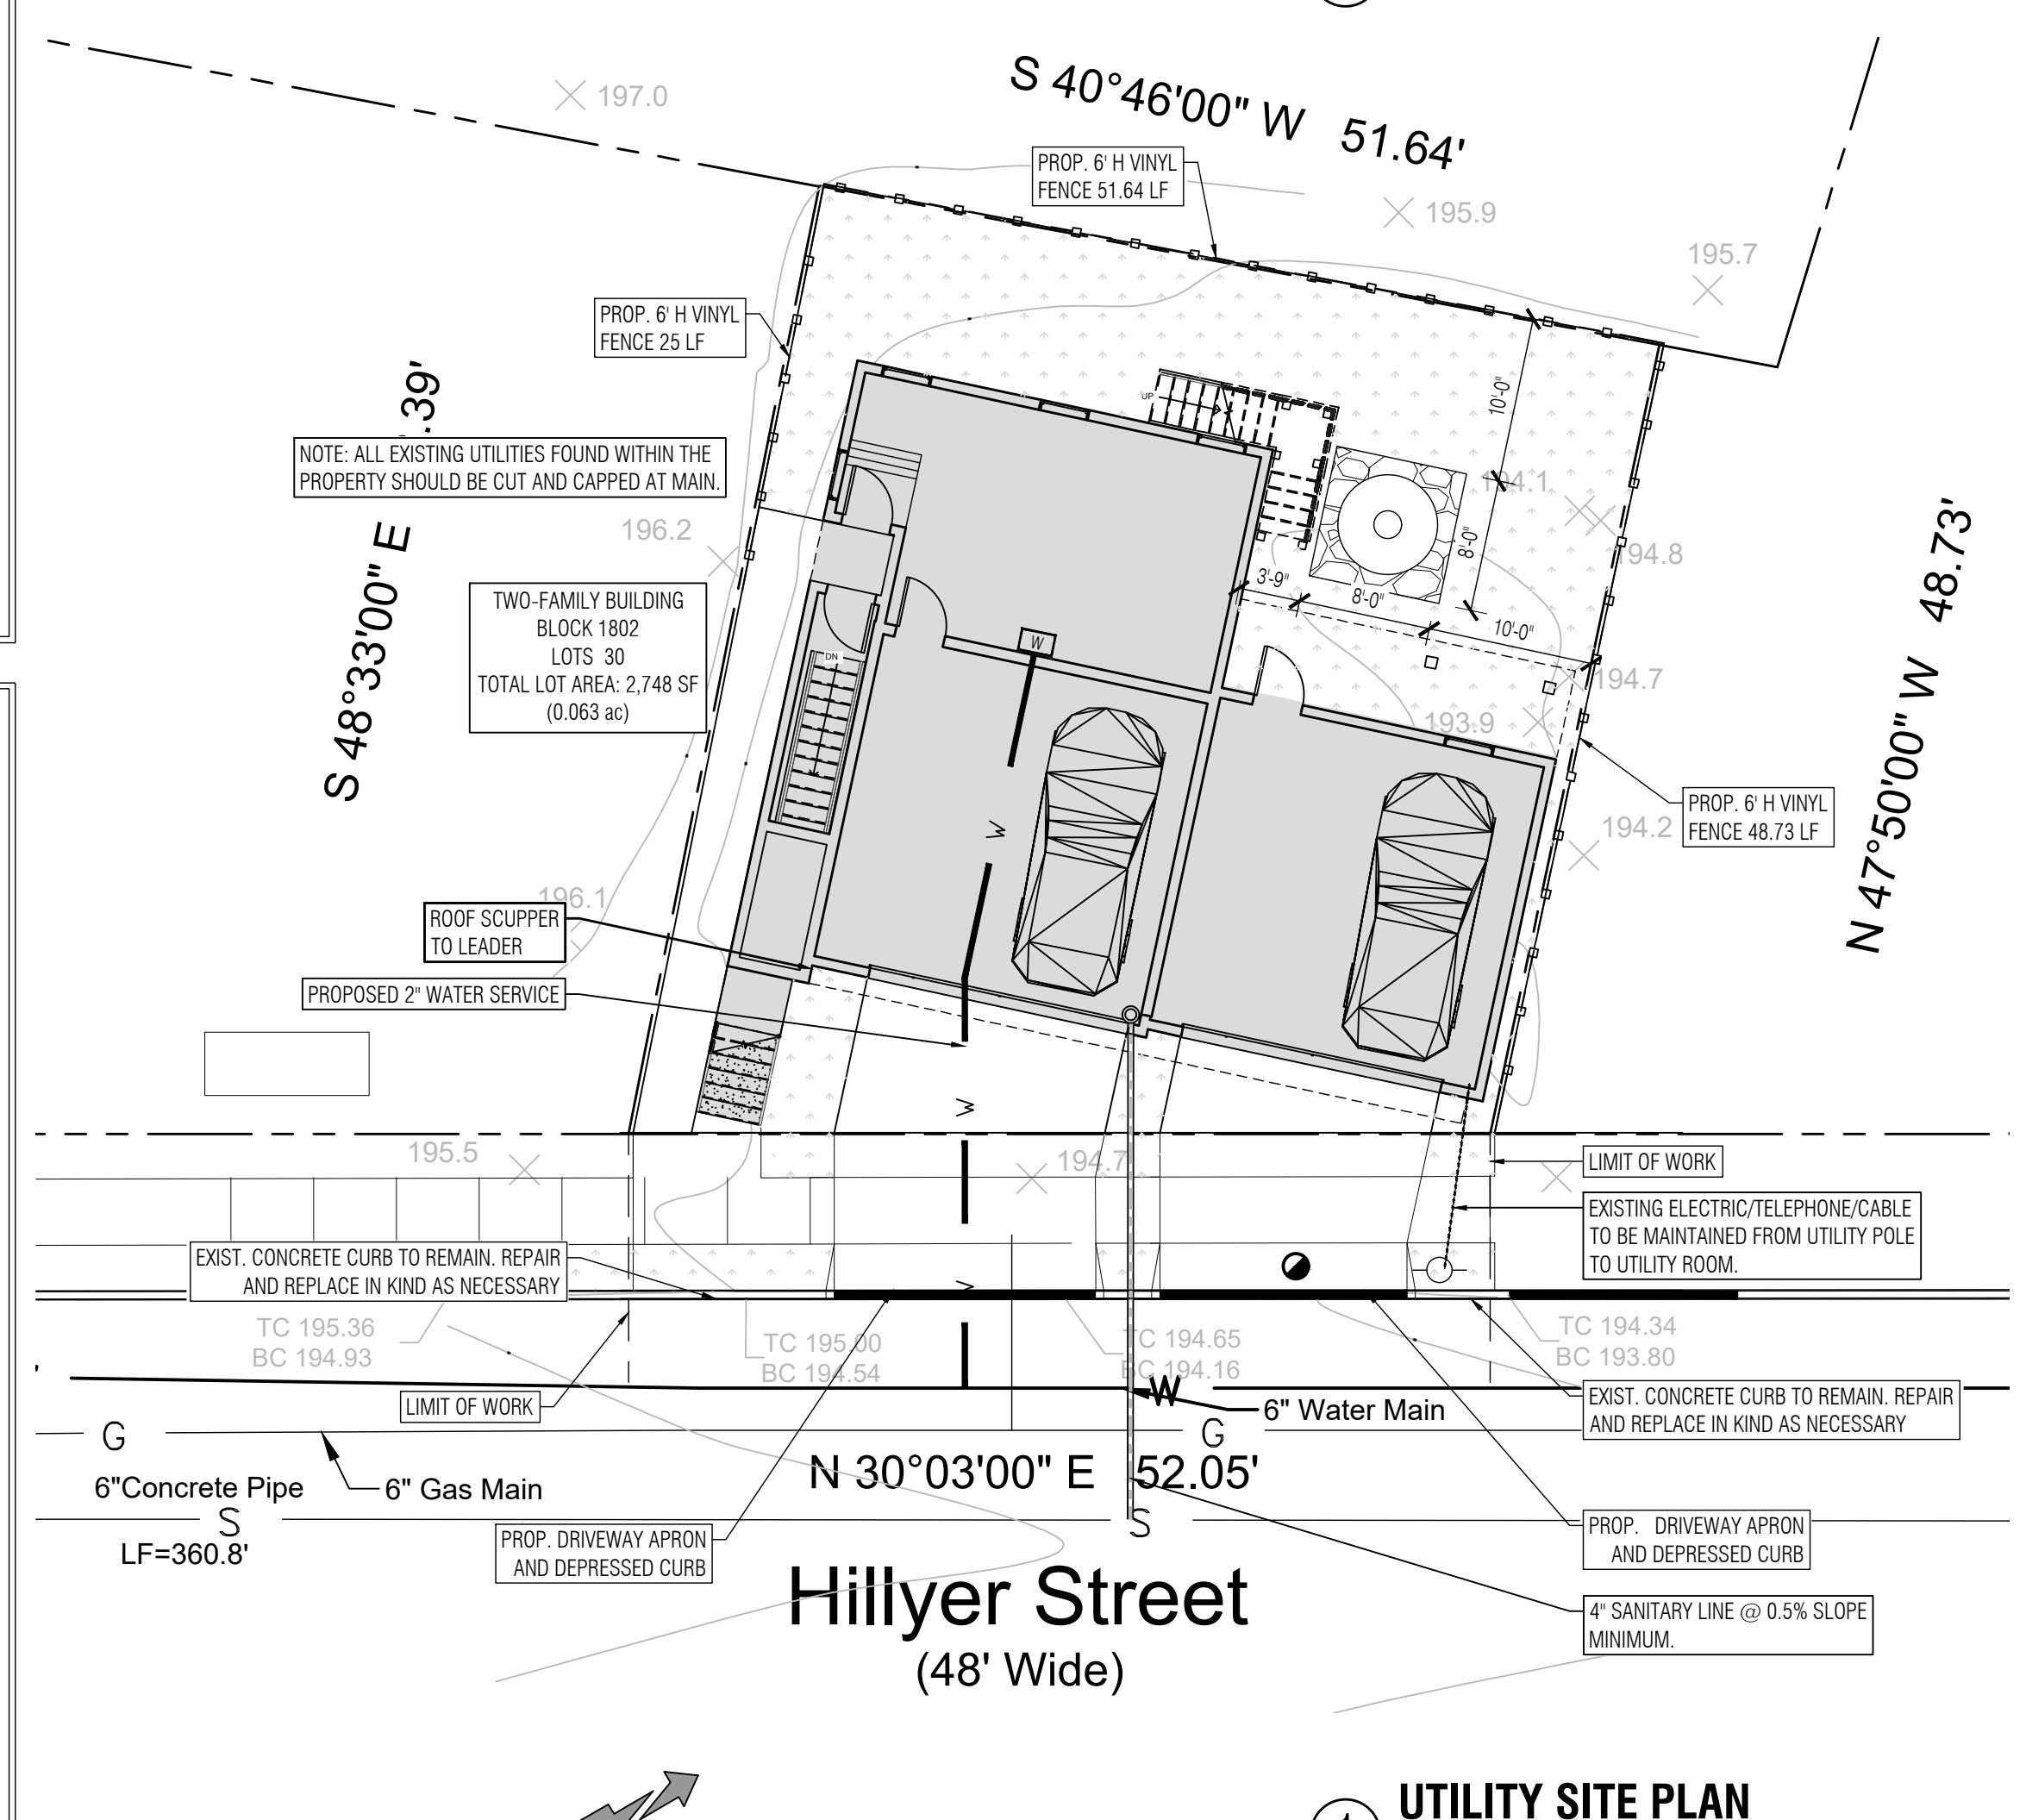 S 40°46'00" W 51.64'
197.0
PROP. 6' H VINYL
FENCE 51.64 LF
195.9
195.7
PROP. 6' H VINYL
FENCE 25 LF
.39'
S 48°33'00" E
NOTE: ALL EXISTING UTILITIES FOUND WITHIN THE
PROPERTY SHOULD BE CUT AND CAPPED AT MAIN.
UP
10'-0"
194.1
196.2
8'-0"
94.8
N 47°50'00" W 48.73'
3'-9"
8'-0"
10'-0"
TWO-FAMILY BUILDING
BLOCK 1802
LOTS 30
TOTAL LOT AREA: 2,748 SF
(0.063 ac)
W
DN
194.7
193.9
PROP. 6' H VINYL
FENCE 48.73 LF
194.2
W
196.1
ROOF SCUPPER
TO LEADER
PROPOSED 2" WATER SERVICE
W
195.5
194.7
LIMIT OF WORK
EXISTING ELECTRIC/TELEPHONE/CABLE
TO BE MAINTAINED FROM UTILITY POLE
TO UTILITY ROOM.
EXIST. CONCRETE CURB TO REMAIN. REPAIR
AND REPLACE IN KIND AS NECESSARY
TC 195.36
BC 194.93
TC 195.00
BC 194.54
TC 194.65
BC 194.16
TC 194.34
BC 193.80
LIMIT OF WORK
W
6" Water Main
EXIST. CONCRETE CURB TO REMAIN. REPAIR
AND REPLACE IN KIND AS NECESSARY
G
G
6"Concrete Pipe
6" Gas Main
N 30°03'00" E 52.05'
S
S
LF=360.8'
PROP. DRIVEWAY APRON
AND DEPRESSED CURB
PROP. DRIVEWAY APRON
AND DEPRESSED CURB
Hillyer Street
(48' Wide)
4" SANITARY LINE @ 0.5% SLOPE
MINIMUM.
UTILITY SITE PLAN